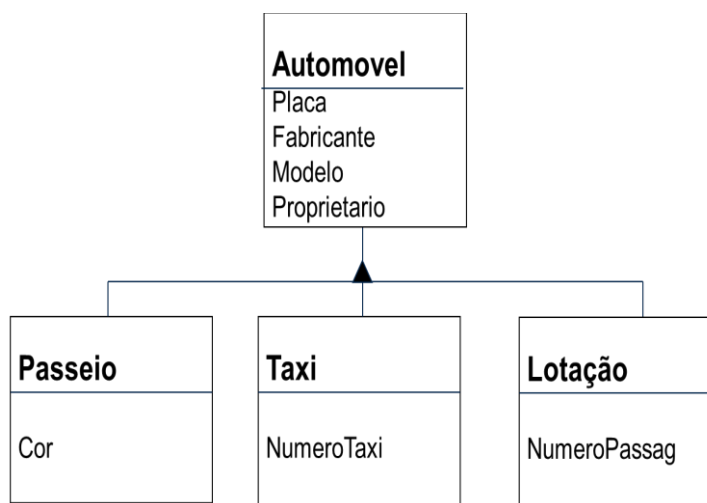 Automovel
Placa
Fabricante
Modelo
Proprietario
Passeio
Cor
Taxi
NumeroTaxi
Lotação
NumeroPassag